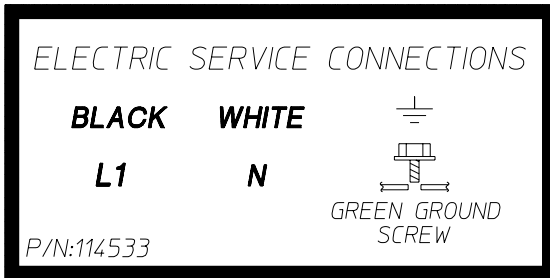 ELECTRIC SERVICE CONNECTIONS
BLACK WHITE
L1 N
GREEN GROUND
SCREW
P/N:114533